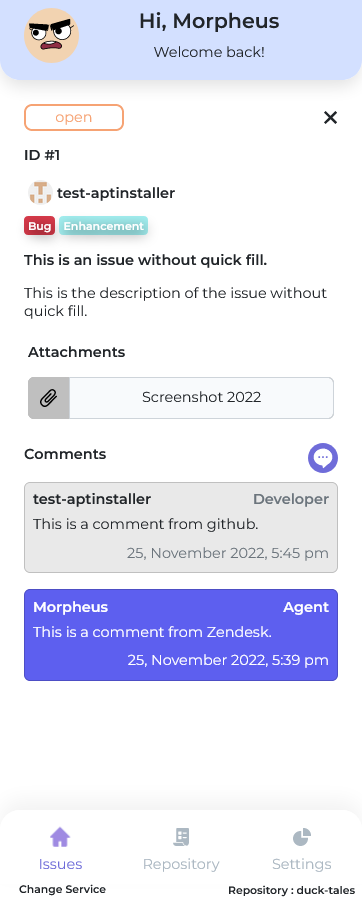 Hi, Morpheus
Welcome back!
open
ID #1
test-aptinstaller
Bug Enhancement
This is an issue without quick fill.
This is the description of the issue without
quick fill.
Attachments
Screenshot 2022
Comments
test-aptinstaller Developer
This is a comment from github.
25, November 2022, 5:45 pm
Morpheus Agent
This is a comment from Zendesk.
25, November 2022, 5:39 pm
Issues Repository Settings
Change Service Repository : duck-tales